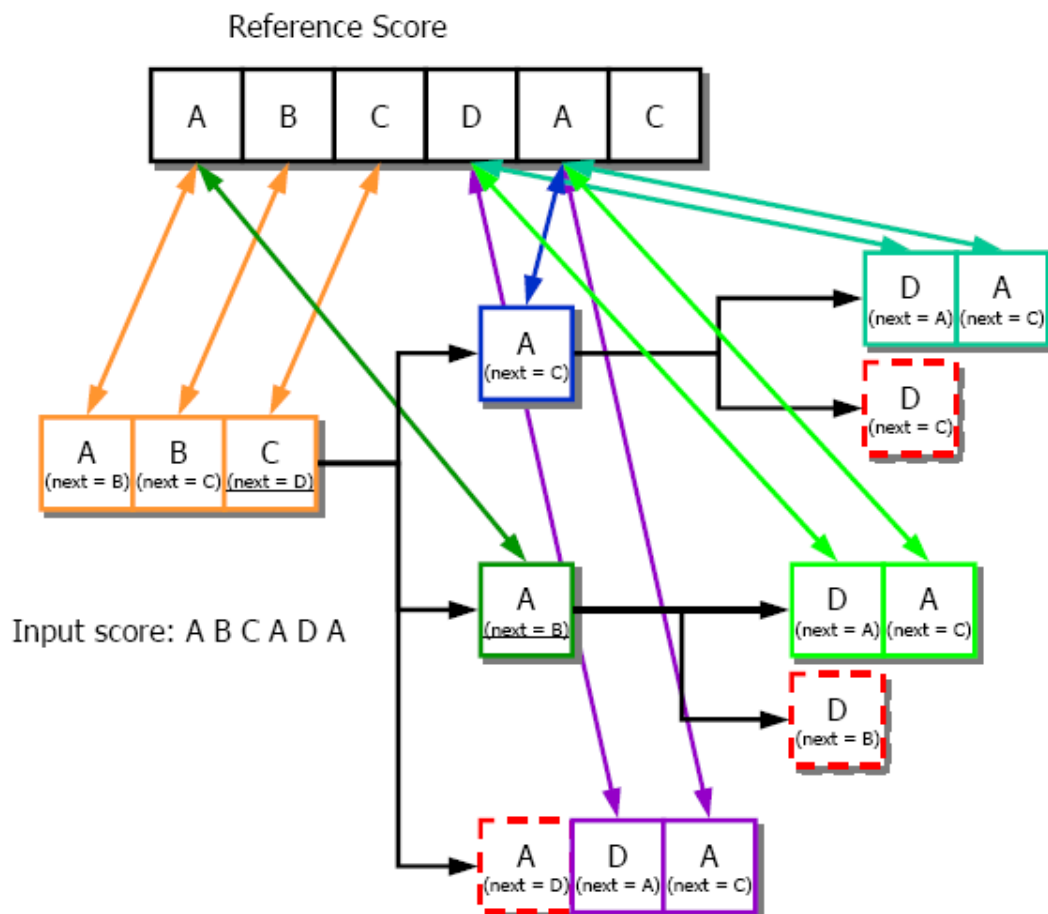 Reference Score
A B C D A C
D A
(next = A) (next = C)
A
(next = C)
D
(next = C)
A B C
(next = B) (next = C) (next = D)
A
(next = B)
D A
(next = A) (next = C)
Input score: A B C A D A
D
(next = B)
A D A
(next = D) (next = A) (next = C)